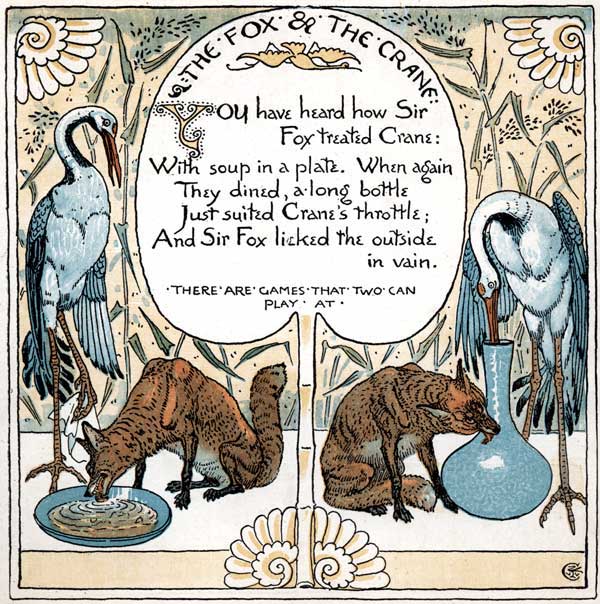 ·THE·FOX·&·THE·CRANE:
You have heard how Sir
Fox treated Crane:
With soup in a plate. When again
They dined, a long bottle
Just suited Crane's throttle;
And Sir Fox licked the outside
in vain.
·THERE·ARE·GAMES·THAT·TWO·CAN
PLAY·AT·